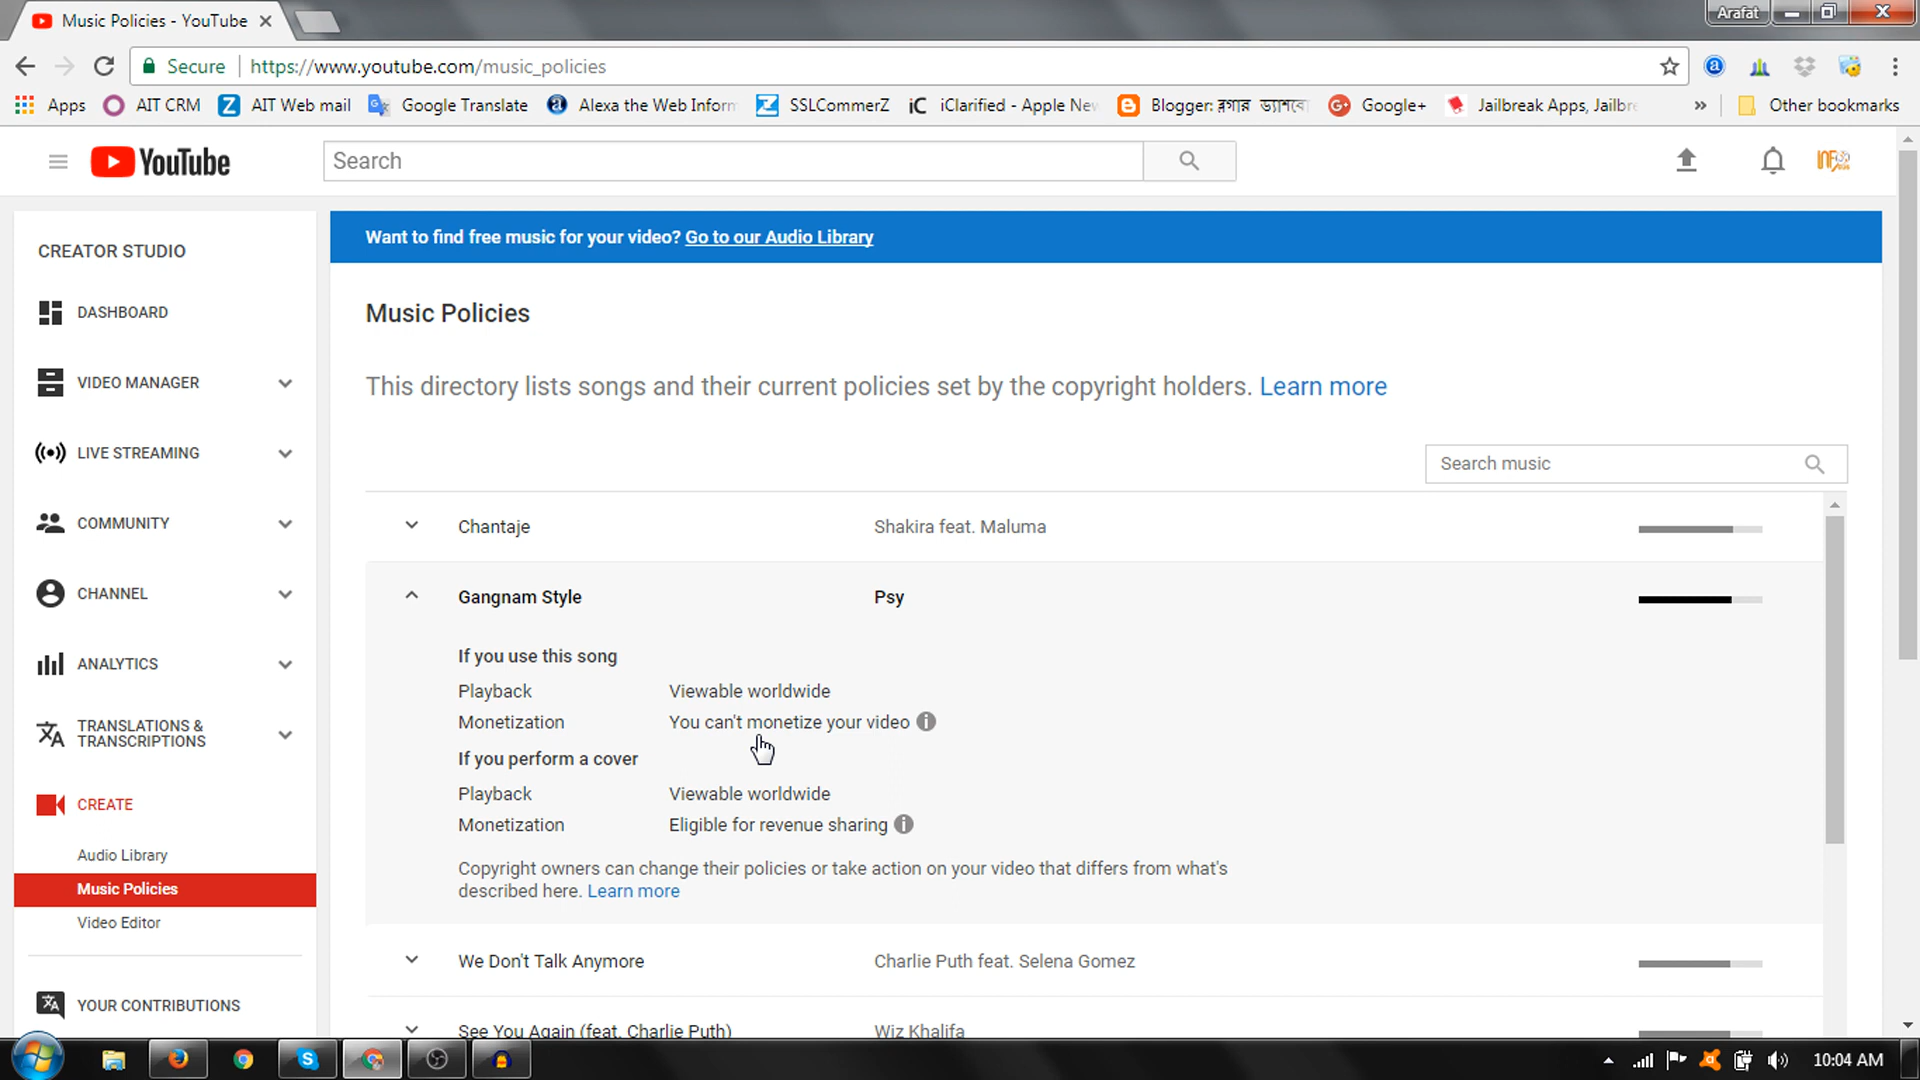 Music Policies - YouTube
Arafat
Secure https://www.youtube.com/music_policies
Apps AIT CRM AIT Web mail Google Translate Alexa the Web Inform SSLCommerZ iClarified - Apple New Blogger: ব্লগার ড্যাশবো Google+ Jailbreak Apps, Jailbr » Other bookmarks
YouTube
Search
CREATOR STUDIO
DASHBOARD
VIDEO MANAGER
LIVE STREAMING
COMMUNITY
CHANNEL
ANALYTICS
TRANSLATIONS &
TRANSCRIPTIONS
CREATE
Audio Library
Music Policies
Video Editor
YOUR CONTRIBUTIONS
Want to find free music for your video? Go to our Audio Library
Music Policies
This directory lists songs and their current policies set by the copyright holders. Learn more
Search music
Chantaje Shakira feat. Maluma
Gangnam Style Psy
If you use this song
Playback Viewable worldwide
Monetization You can't monetize your video
If you perform a cover
Playback Viewable worldwide
Monetization Eligible for revenue sharing
Copyright owners can change their policies or take action on your video that differs from what's
described here. Learn more
We Don't Talk Anymore Charlie Puth feat. Selena Gomez
See You Again (feat. Charlie Puth) Wiz Khalifa
10:04 AM